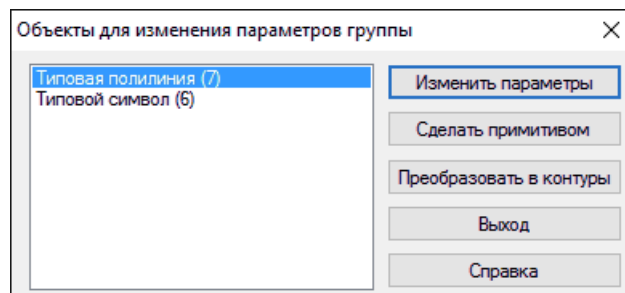 Объекты для изменения параметров группы
Типовая полилиния (7)
Типовой символ (6)
Изменить параметры
Сделать примитивом
Преобразовать в контуры
Выход
Справка